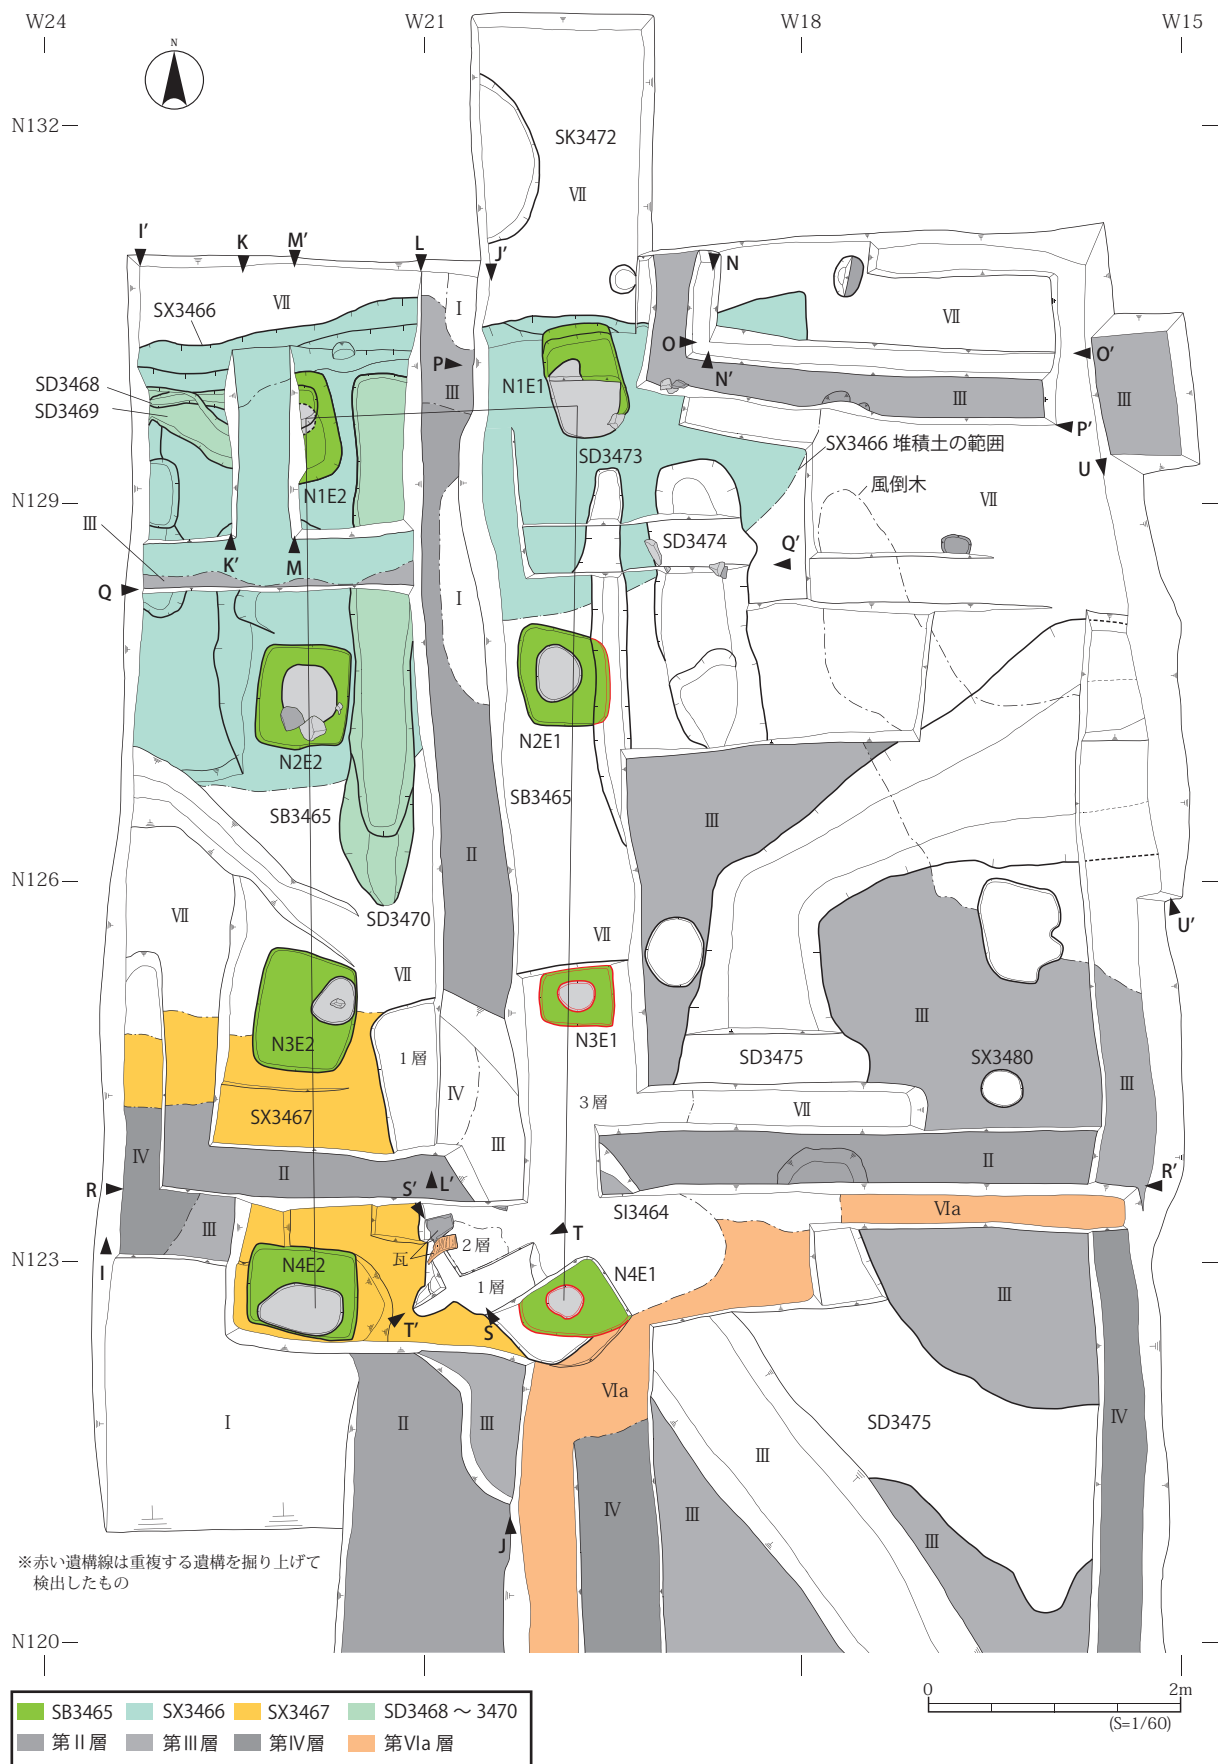 W24
W21
W18
W15
N
N132
SK3472
Ⅶ
I′
K
M′
L
J′
N
SX3466
Ⅶ
I
Ⅶ
O
O′
P
N′
SD3468
SD3469
Ⅲ
N1E1
Ⅲ
Ⅲ
P′
SX3466 堆積土の範囲
SD3473
U
風倒木
N129
N1E2
Ⅶ
Ⅲ
SD3474
Q′
K′
M
Q
I
N2E1
N2E2
SB3465
SB3465
Ⅲ
Ⅱ
N126
SD3470
Ⅶ
Ⅶ
Ⅶ
U′
Ⅲ
N3E2
N3E1
1層
SD3475
SX3480
Ⅳ
Ⅲ
SX3467
3層
Ⅶ
Ⅲ
Ⅳ
Ⅱ
Ⅱ
R
L′
R′
S′
SI3464
Ⅵa
Ⅲ
T
2層
瓦
N123
I
N4E2
N4E1
1層
Ⅲ
T′
S
Ⅵa
I
Ⅱ
Ⅲ
SD3475
Ⅳ
Ⅲ
Ⅳ
Ⅲ
Ⅲ
J
※赤い遺構線は重複する遺構を掘り上げて
検出したもの
N120
SB3465
SX3466
SX3467
SD3468 ～ 3470
第Ⅱ層
第Ⅲ層
第Ⅳ層
第Ⅵa 層
0
2m
(S=1/60)